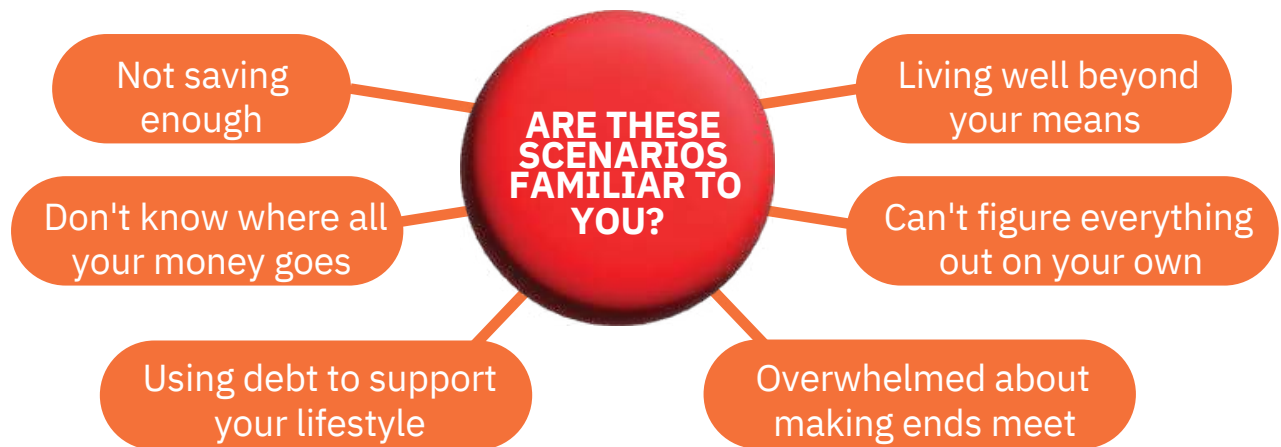 Not saving
enough
Don't know where all
your money goes
Using debt to support
your lifestyle
ARE THESE
SCENARIOS
FAMILIAR TO
YOU?
Living well beyond
your means
Can't figure everything
out on your own
Overwhelmed about
making ends meet